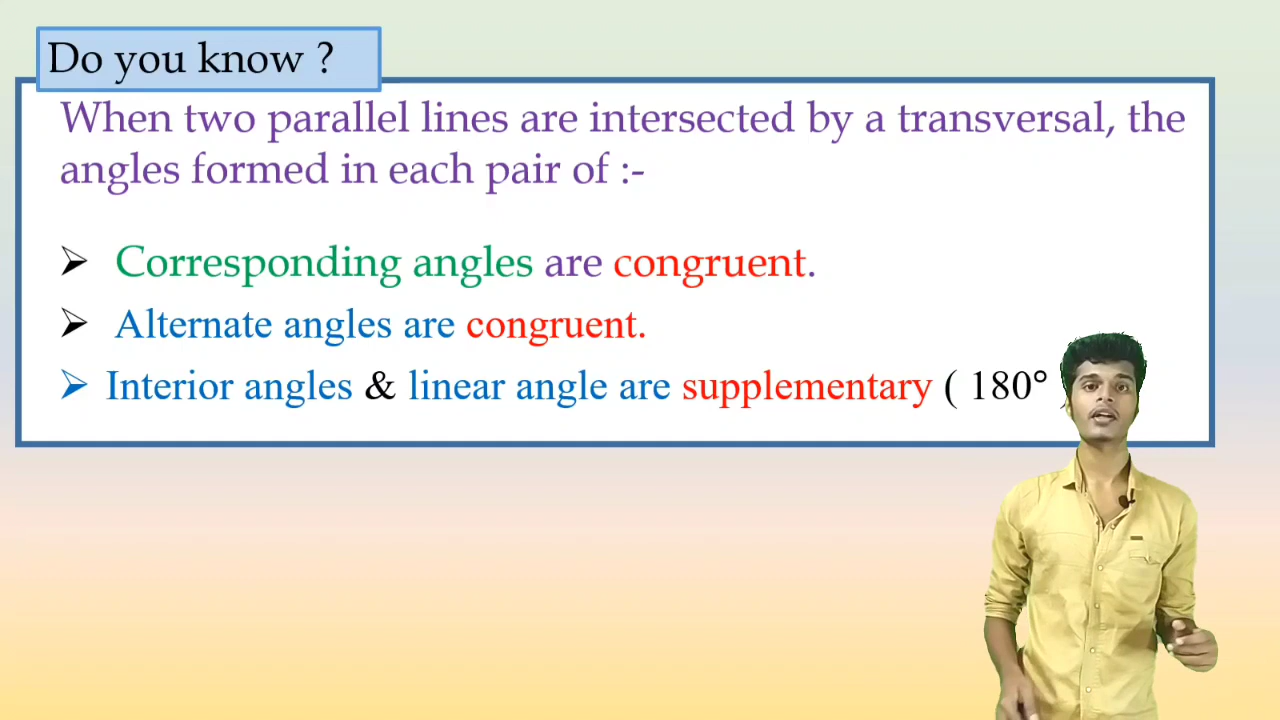 Do you know ?
When two parallel lines are intersected by a transversal, the
angles formed in each pair of :-
➢ Corresponding angles are congruent.
➢ Alternate angles are congruent.
➢ Interior angles & linear angle are supplementary ( 180° )